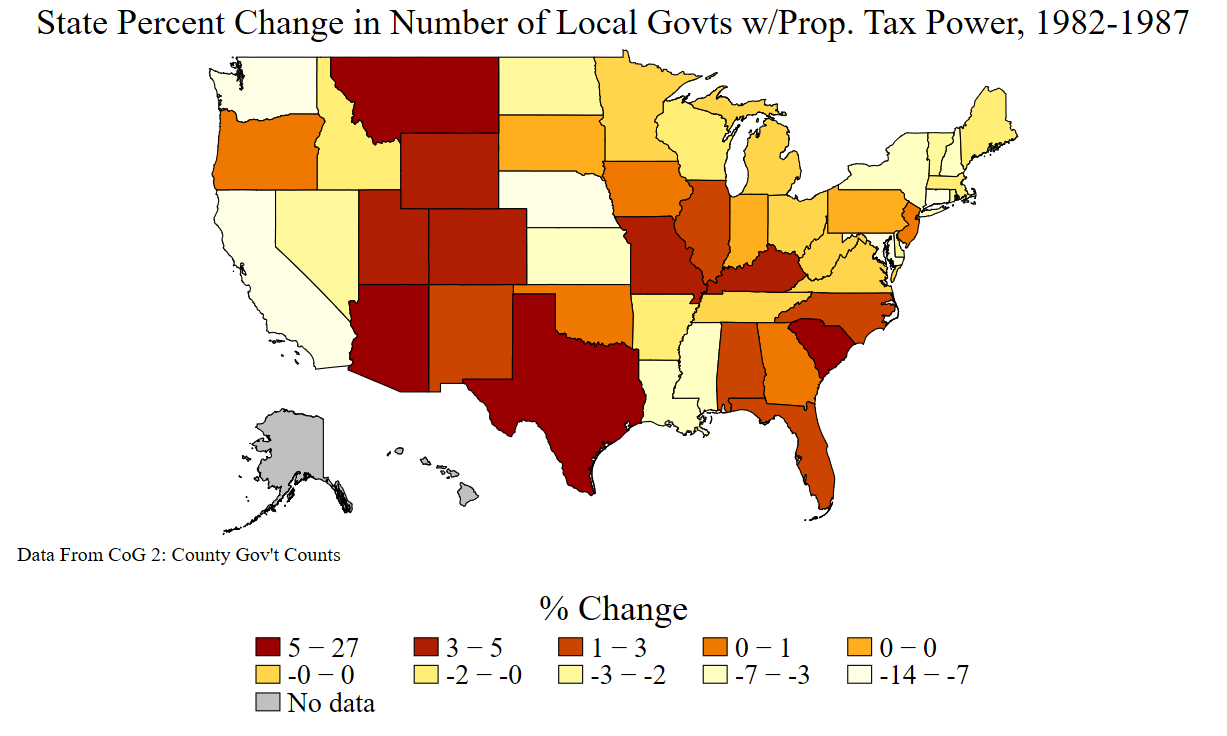 State Percent Change in Number of Local Govts w/Prop. Tax Power, 1982-1987
Data From CoG 2: County Gov't Counts
% Change
5 − 27 3 − 5 1 − 3 0 − 1 0 − 0
-0 − 0 -2 − -0 -3 − -2 -7 − -3 -14 − -7
No data